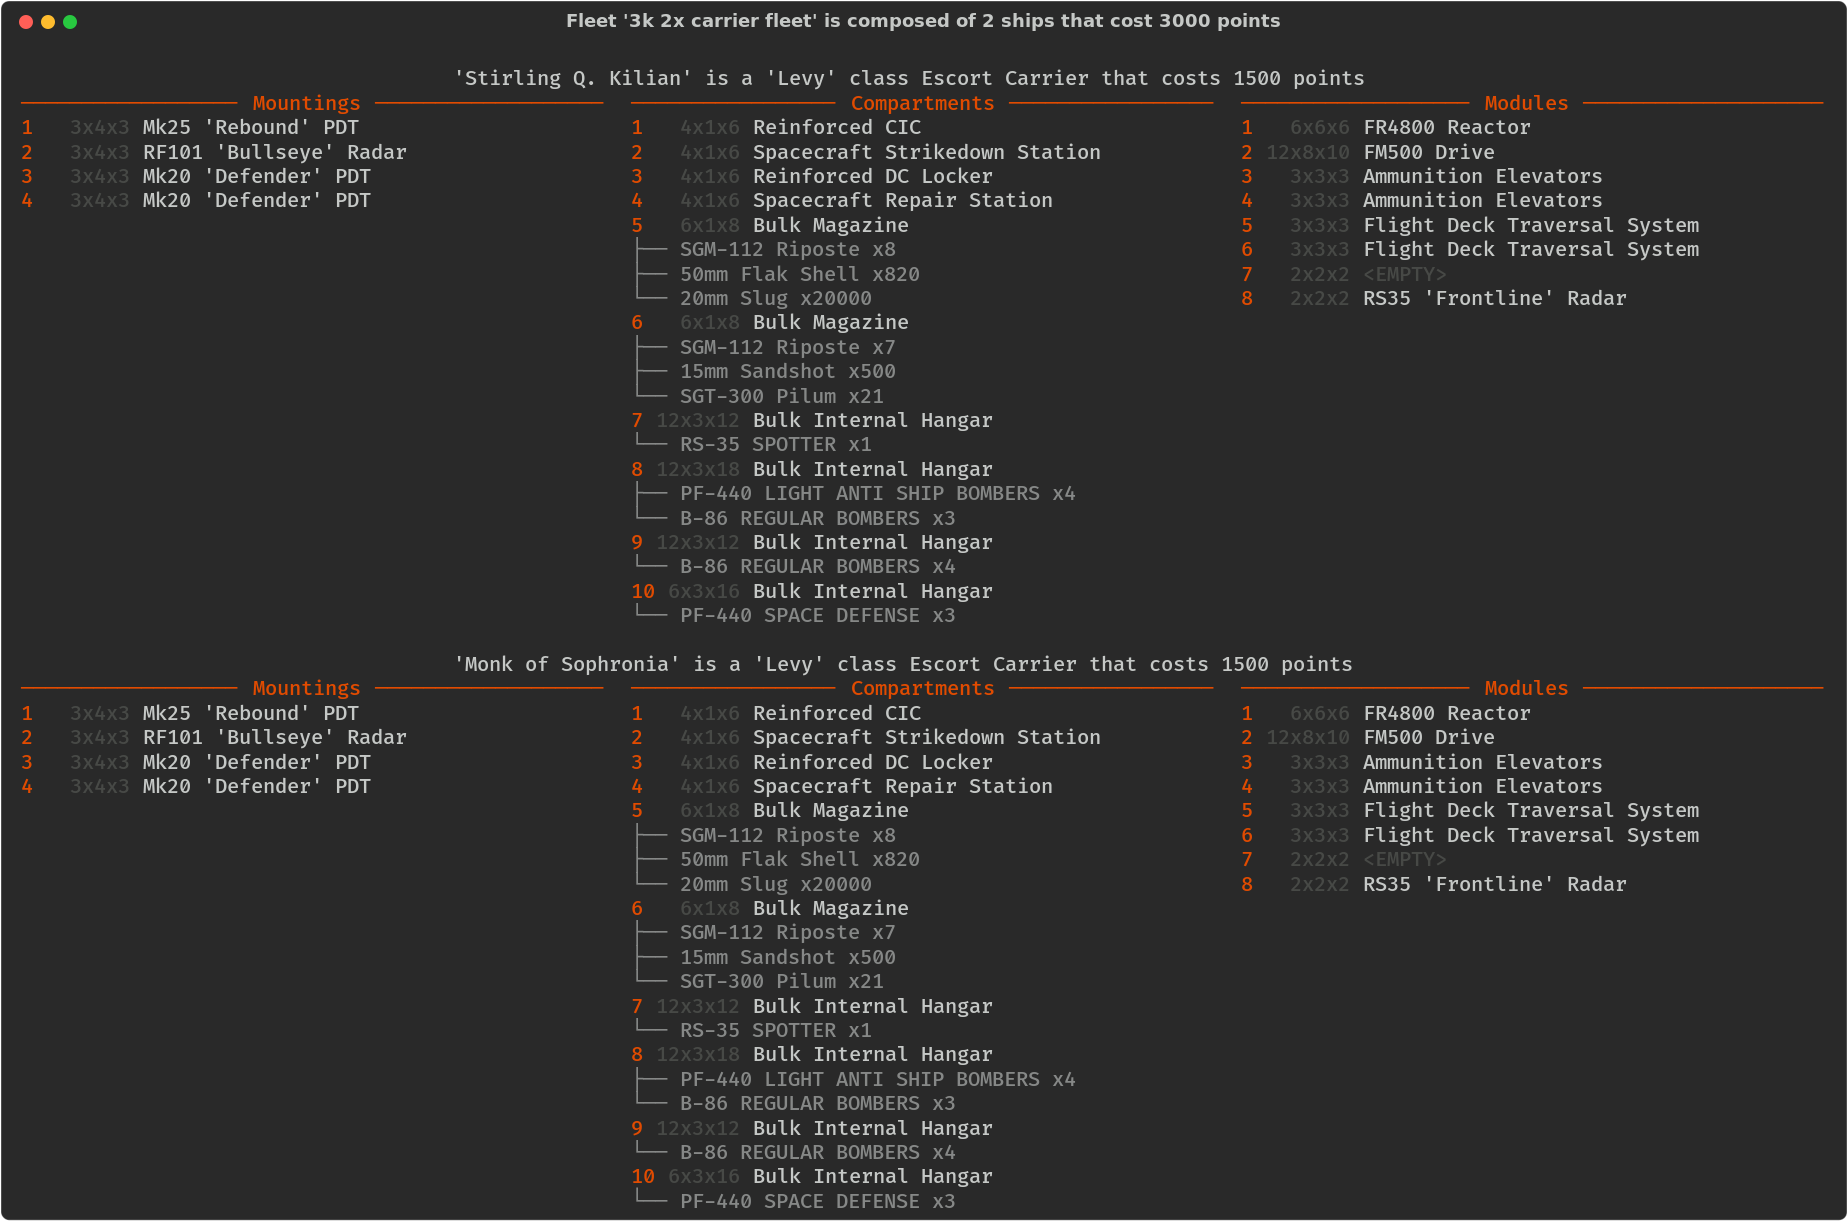 Fleet '3k 2x carrier fleet' is composed of 2 ships that cost 3000 points
'Stirling Q. Kilian' is a 'Levy' class Escort Carrier that costs 1500 points
Mountings
1 3x4x3 Mk25 'Rebound' PDT
2 3x4x3 RF101 'Bullseye' Radar
3 3x4x3 Mk20 'Defender' PDT
4 3x4x3 Mk20 'Defender' PDT
Compartments
1 4x1x6 Reinforced CIC
2 4x1x6 Spacecraft Strikedown Station
3 4x1x6 Reinforced DC Locker
4 4x1x6 Spacecraft Repair Station
5 6x1x8 Bulk Magazine
SGM-112 Riposte x8
50mm Flak Shell x820
20mm Slug x20000
6 6x1x8 Bulk Magazine
SGM-112 Riposte x7
15mm Sandshot x500
SGT-300 Pilum x21
7 12x3x12 Bulk Internal Hangar
RS-35 SPOTTER x1
8 12x3x18 Bulk Internal Hangar
PF-440 LIGHT ANTI SHIP BOMBERS x4
B-86 REGULAR BOMBERS x3
9 12x3x12 Bulk Internal Hangar
B-86 REGULAR BOMBERS x4
10 6x3x16 Bulk Internal Hangar
PF-440 SPACE DEFENSE x3
Modules
1 6x6x6 FR4800 Reactor
2 12x8x10 FM500 Drive
3 3x3x3 Ammunition Elevators
4 3x3x3 Ammunition Elevators
5 3x3x3 Flight Deck Traversal System
6 3x3x3 Flight Deck Traversal System
7 2x2x2 <EMPTY>
8 2x2x2 RS35 'Frontline' Radar
'Monk of Sophronia' is a 'Levy' class Escort Carrier that costs 1500 points
Mountings
1 3x4x3 Mk25 'Rebound' PDT
2 3x4x3 RF101 'Bullseye' Radar
3 3x4x3 Mk20 'Defender' PDT
4 3x4x3 Mk20 'Defender' PDT
Compartments
1 4x1x6 Reinforced CIC
2 4x1x6 Spacecraft Strikedown Station
3 4x1x6 Reinforced DC Locker
4 4x1x6 Spacecraft Repair Station
5 6x1x8 Bulk Magazine
SGM-112 Riposte x8
50mm Flak Shell x820
20mm Slug x20000
6 6x1x8 Bulk Magazine
SGM-112 Riposte x7
15mm Sandshot x500
SGT-300 Pilum x21
7 12x3x12 Bulk Internal Hangar
RS-35 SPOTTER x1
8 12x3x18 Bulk Internal Hangar
PF-440 LIGHT ANTI SHIP BOMBERS x4
B-86 REGULAR BOMBERS x3
9 12x3x12 Bulk Internal Hangar
B-86 REGULAR BOMBERS x4
10 6x3x16 Bulk Internal Hangar
PF-440 SPACE DEFENSE x3
Modules
1 6x6x6 FR4800 Reactor
2 12x8x10 FM500 Drive
3 3x3x3 Ammunition Elevators
4 3x3x3 Ammunition Elevators
5 3x3x3 Flight Deck Traversal System
6 3x3x3 Flight Deck Traversal System
7 2x2x2 <EMPTY>
8 2x2x2 RS35 'Frontline' Radar